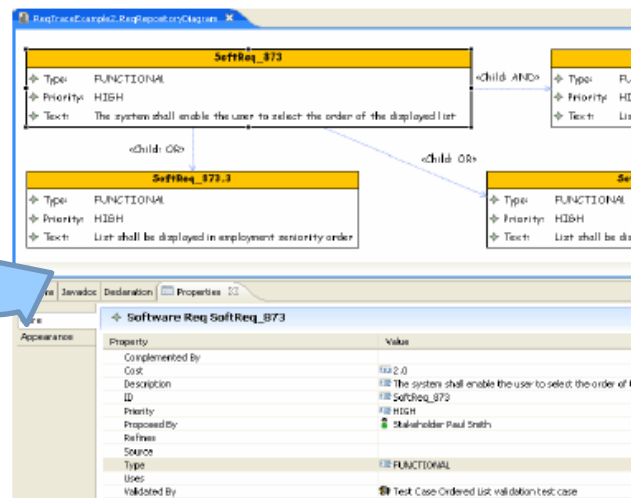 ReqTraceExample2.ReqRepositoryDiagram
SoftReq_873
Type: FUNCTIONAL
Priority: HIGH
Text: The system shall enable the user to select the order of the displayed list
«Child: AND»
Type: FU
Priority: HI
Text: Lis
«Child: OR»
«Child: OR»
SoftReq_873.3
Type: FUNCTIONAL
Priority: HIGH
Text: List shall be displayed in employment seniority order
So
Type: FUNCTIONAL
Priority: HIGH
Text: List shall be dis
Javadoc Declaration Properties
Software Req SoftReq_873
Appearance
Property Value
Complemented By
Cost 2.0
Description The system shall enable the user to select the order of
ID SoftReq_873
Priority HIGH
Proposed By Stakeholder Paul Smith
Refines
Source
Type FUNCTIONAL
Uses
Validated By Test Case Ordered List validation test case